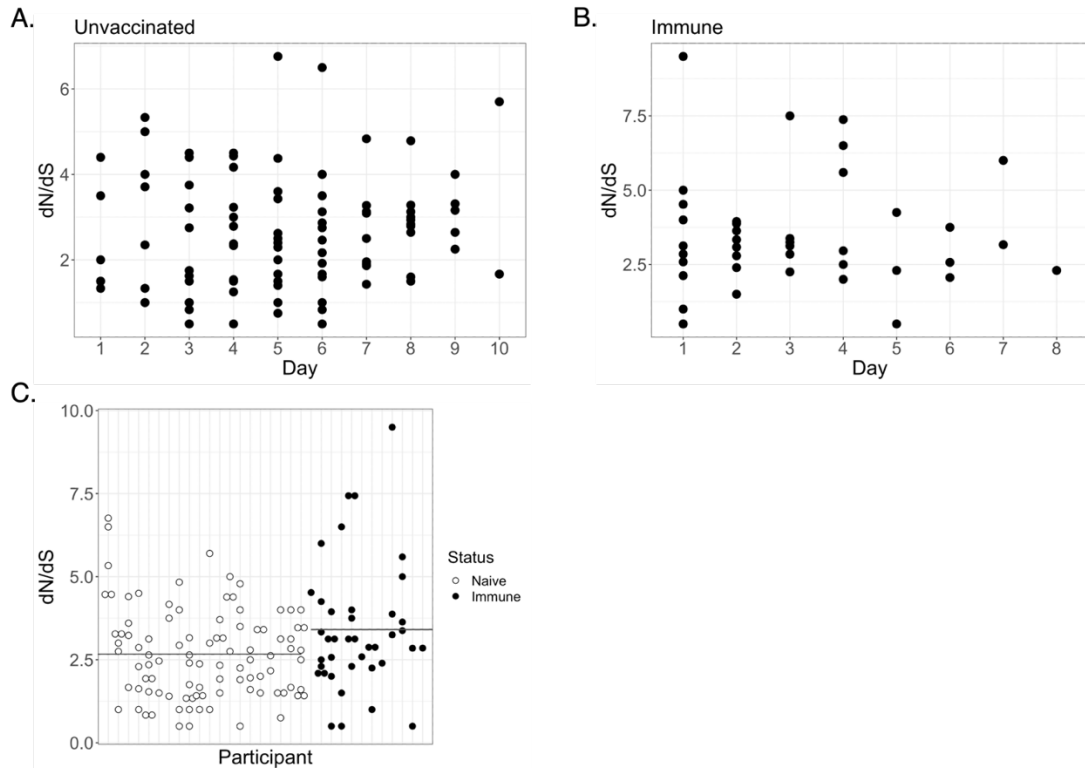 A.
Unvaccinated
6
4
2
dN/dS
1 2 3 4 5 6 7 8 9 10
Day
B.
Immune
7.5
5.0
2.5
dN/dS
1 2 3 4 5 6 7 8
Day
C.
10.0
7.5
5.0
2.5
0.0
dN/dS
Participant
Status
Naive
Immune